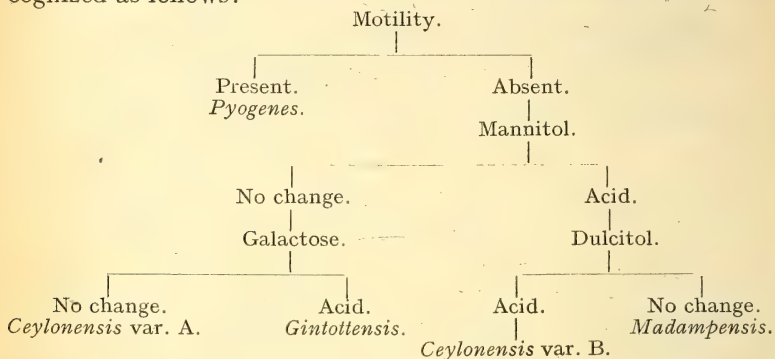 ognized as follows:
Motility.
Present. Absent.
Pyogenes.
Mannitol.
No change. Acid.
Galactose. Dulcitol.
No change. Acid. Acid. No change.
Ceylonensis var. A. Gintottensis. Madampensis.
Ceylonensis var. B.